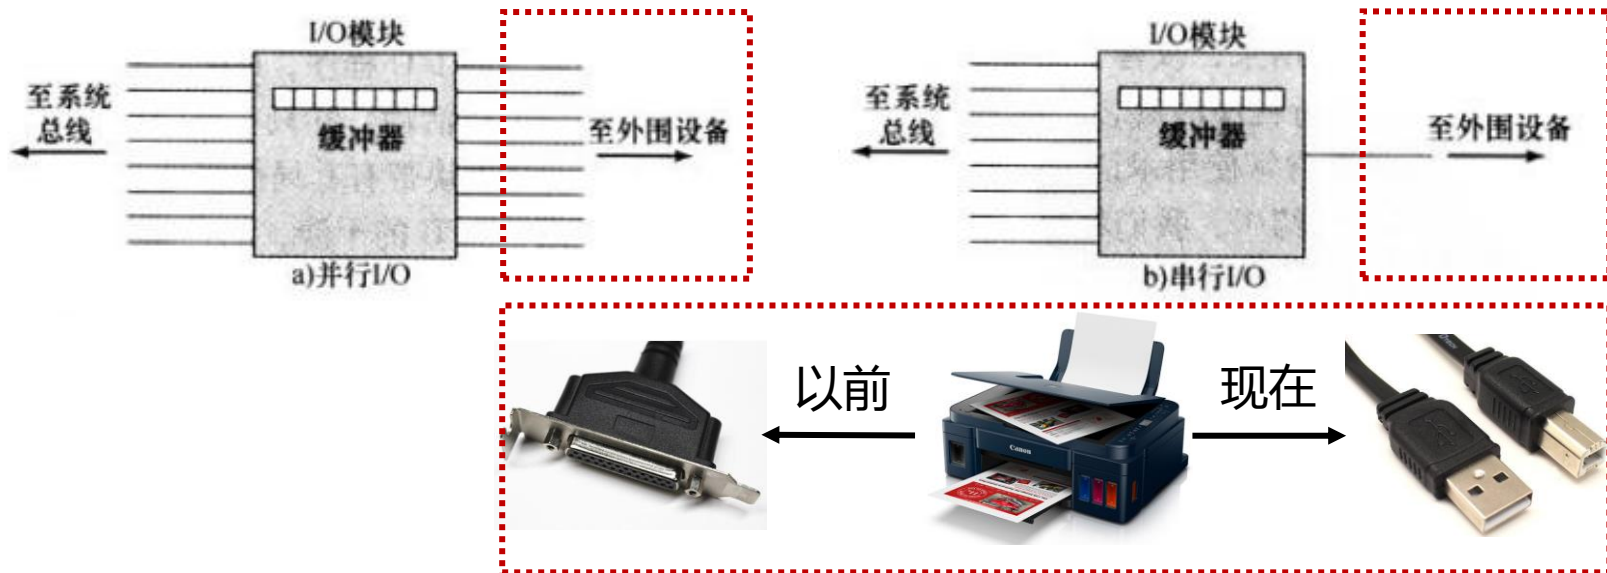 I/O模块
至系统
总线
缓冲器
至外围设备
a)并行I/O
I/O模块
至系统
总线
缓冲器
至外围设备
b)串行I/O
以前
现在
Canon